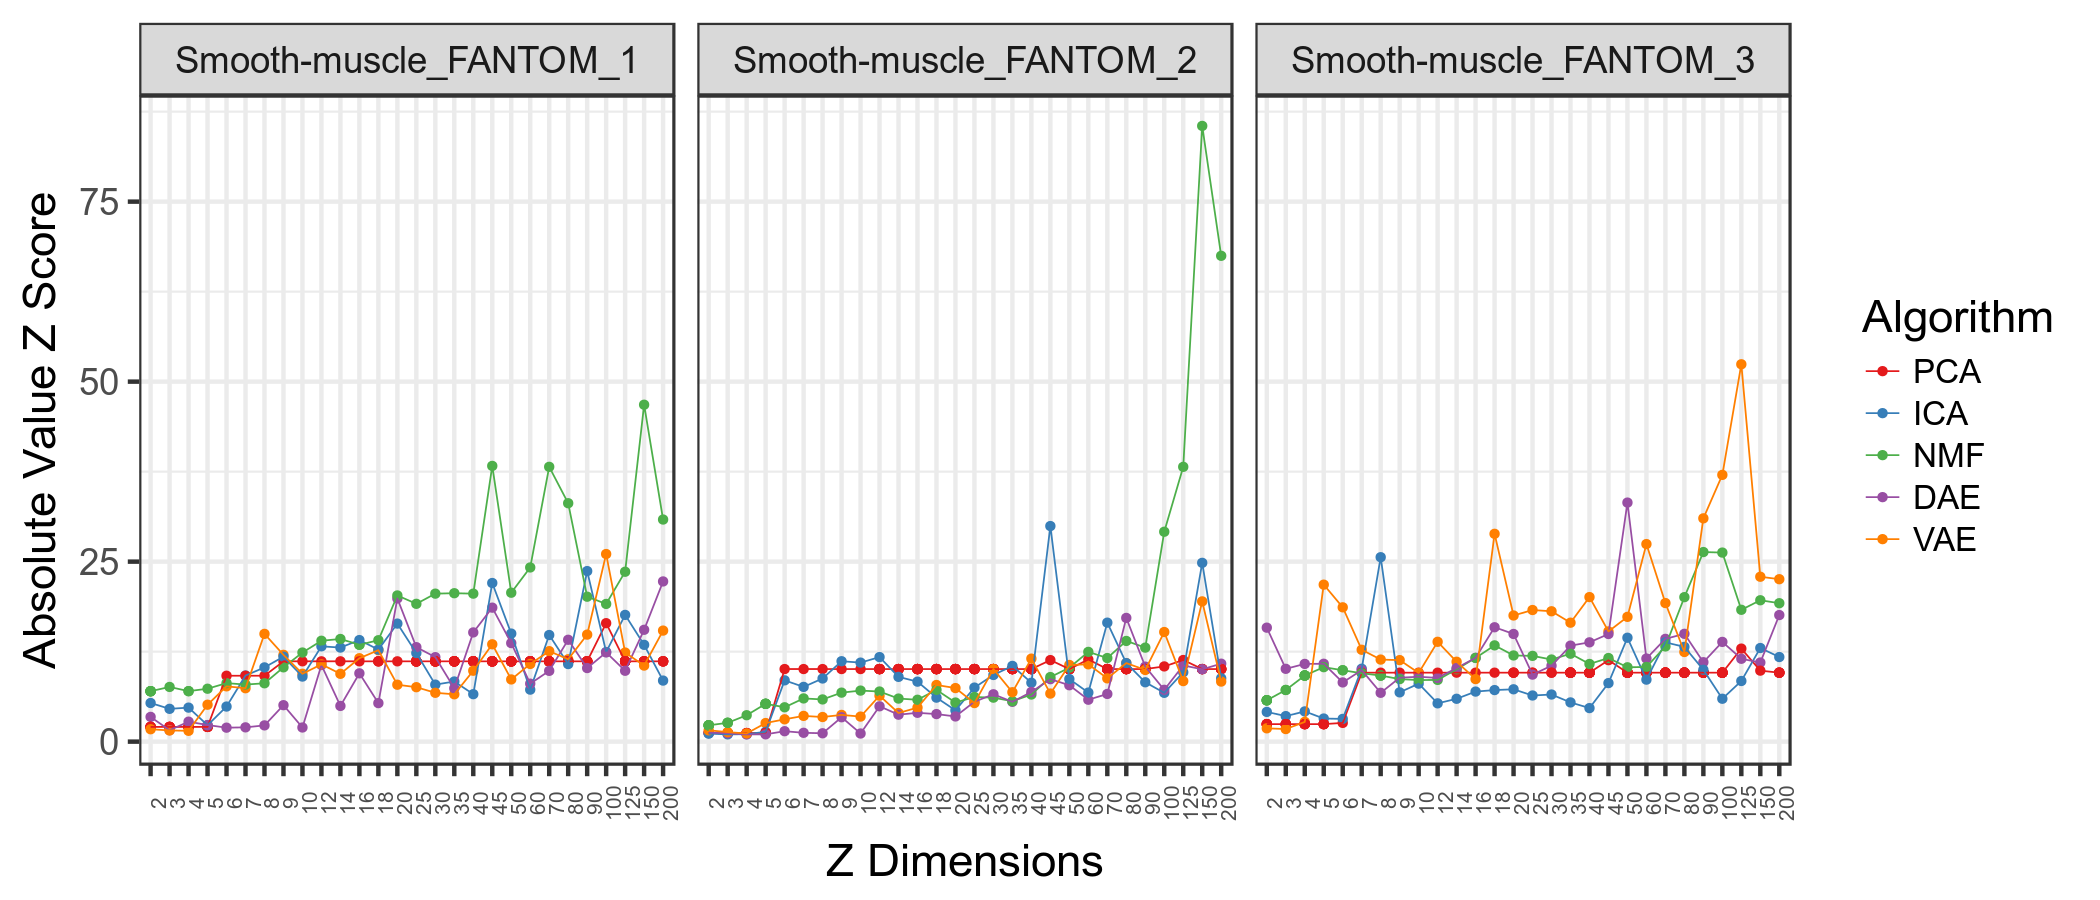 Smooth-muscle_FANTOM_1 Smooth-muscle_FANTOM_2 Smooth-muscle_FANTOM_3
Absolute Value Z Score
75
50
25
0
2 3 4 5 6 7 8 9 10 12 14 16 18 20 25 30 35 40 45 50 60 70 80 90 100 125 150 200
2 3 4 5 6 7 8 9 10 12 14 16 18 20 25 30 35 40 45 50 60 70 80 90 100 125 150 200
2 3 4 5 6 7 8 9 10 12 14 16 18 20 25 30 35 40 45 50 60 70 80 90 100 125 150 200
Z Dimensions
Algorithm
PCA
ICA
NMF
DAE
VAE